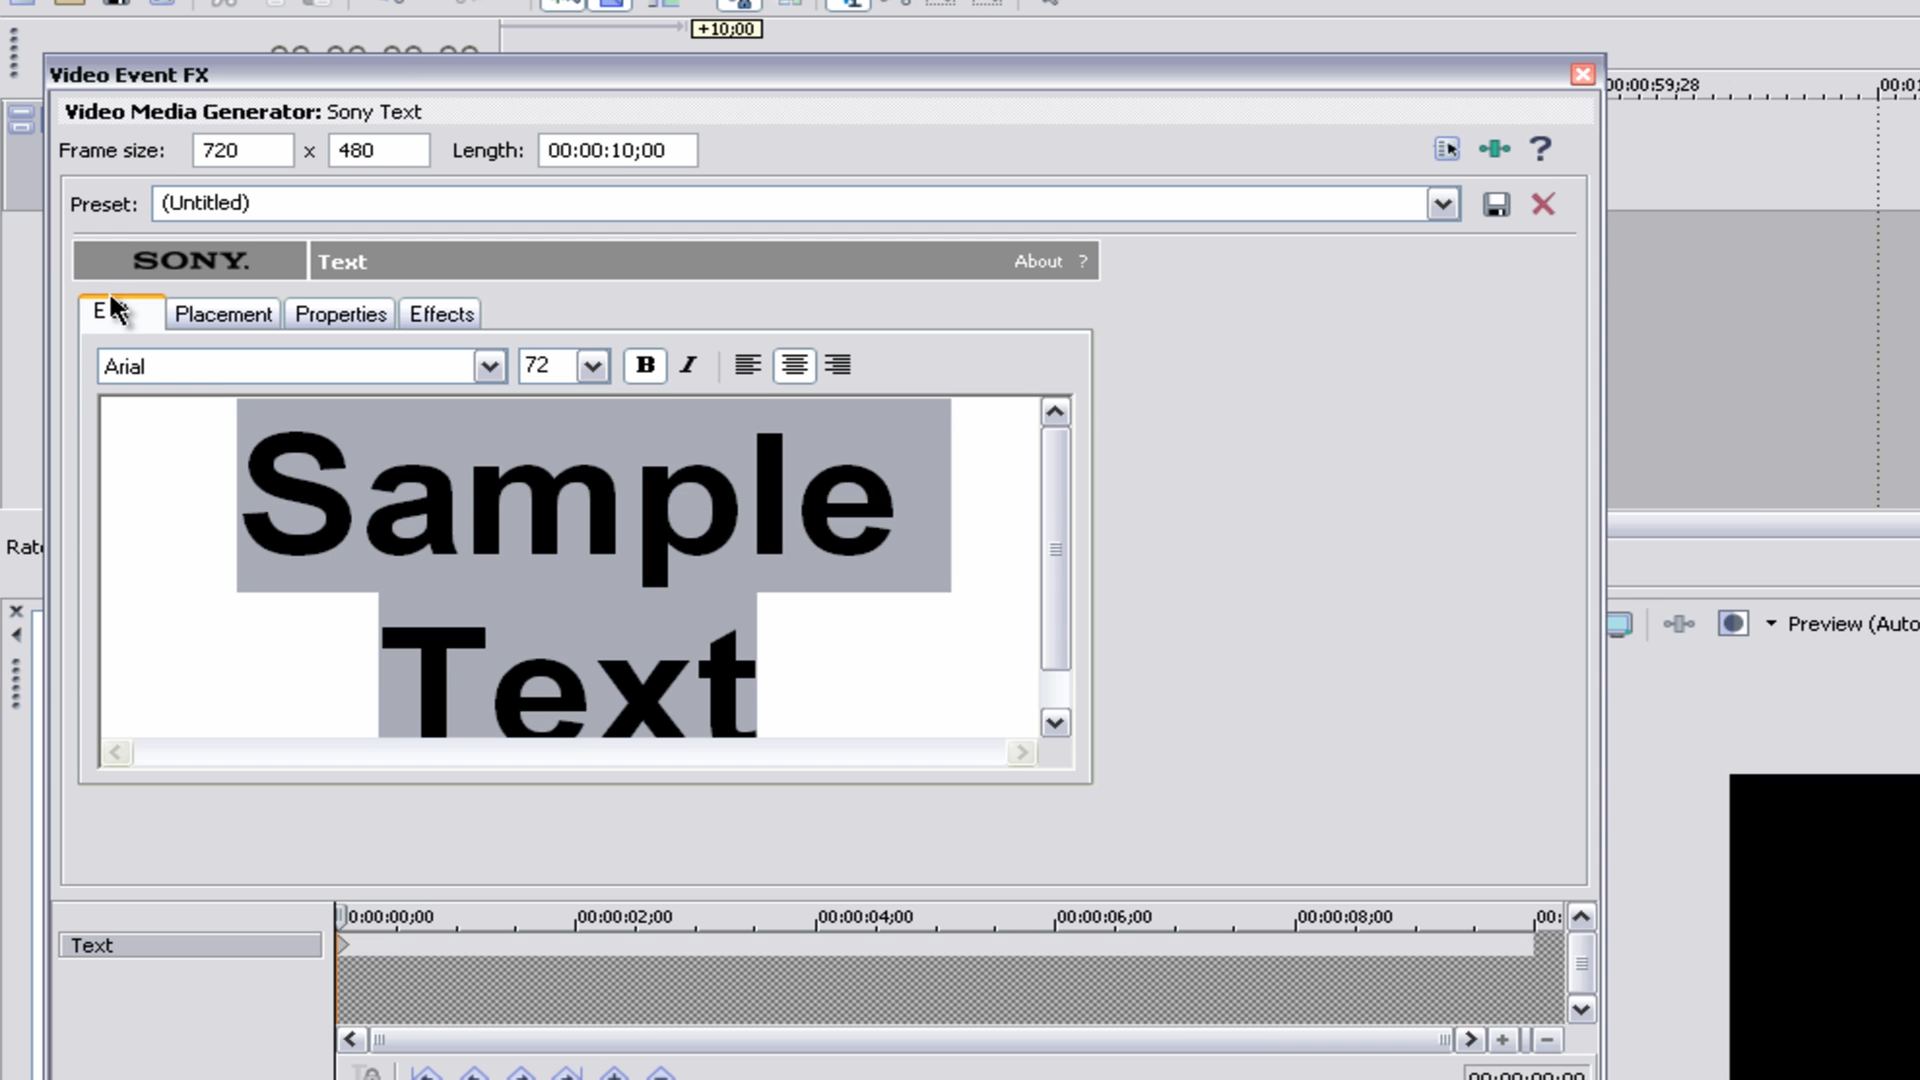 +10;00
Video Event FX
00:00:59;28
Video Media Generator: Sony Text
Frame size: 720 x 480 Length: 00:00:10;00
Preset: (Untitled)
SONY. Text About ?
Placement Properties Effects
Arial 72 B I
Sample
Text
Preview (Auto
0:00:00;00 00:00:02;00 00:00:04;00 00:00:06;00 00:00:08;00 00:
Text